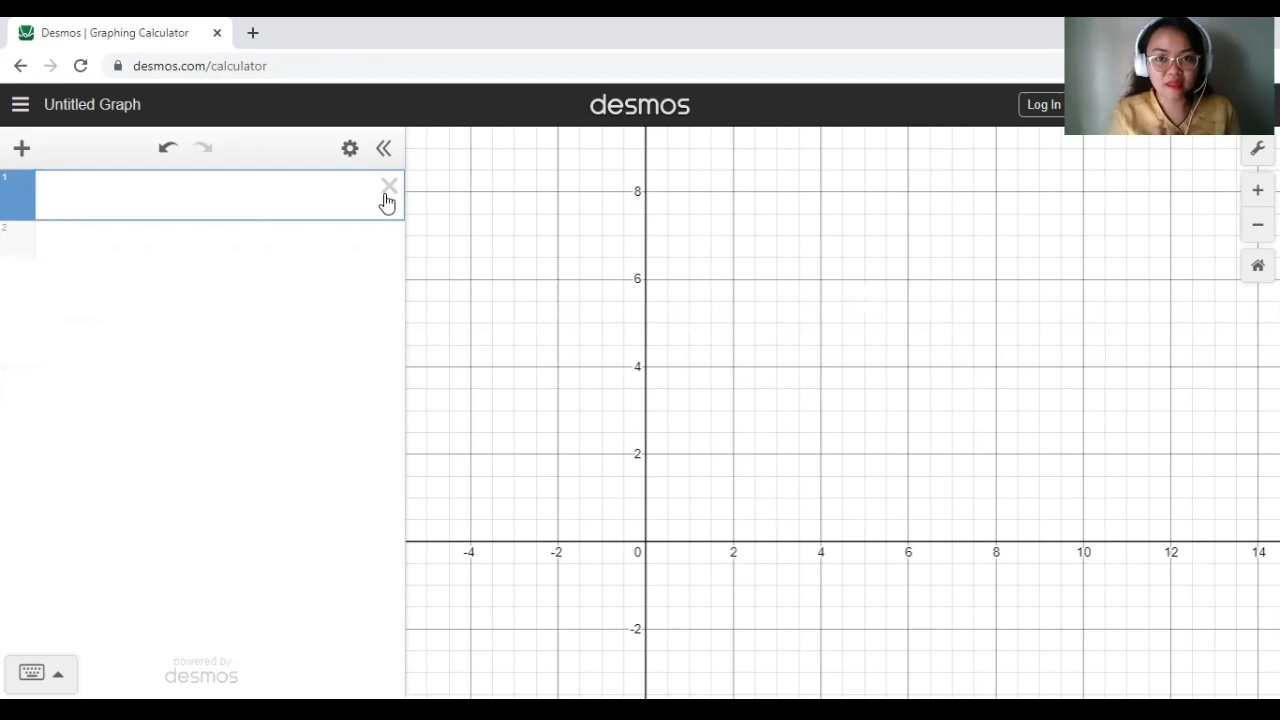 Desmos | Graphing Calculator
desmos.com/calculator
Untitled Graph
desmos
Log In
1
2
8
6
4
2
-4 -2 0 2 4 6 8 10 12 14
-2
powered by
desmos